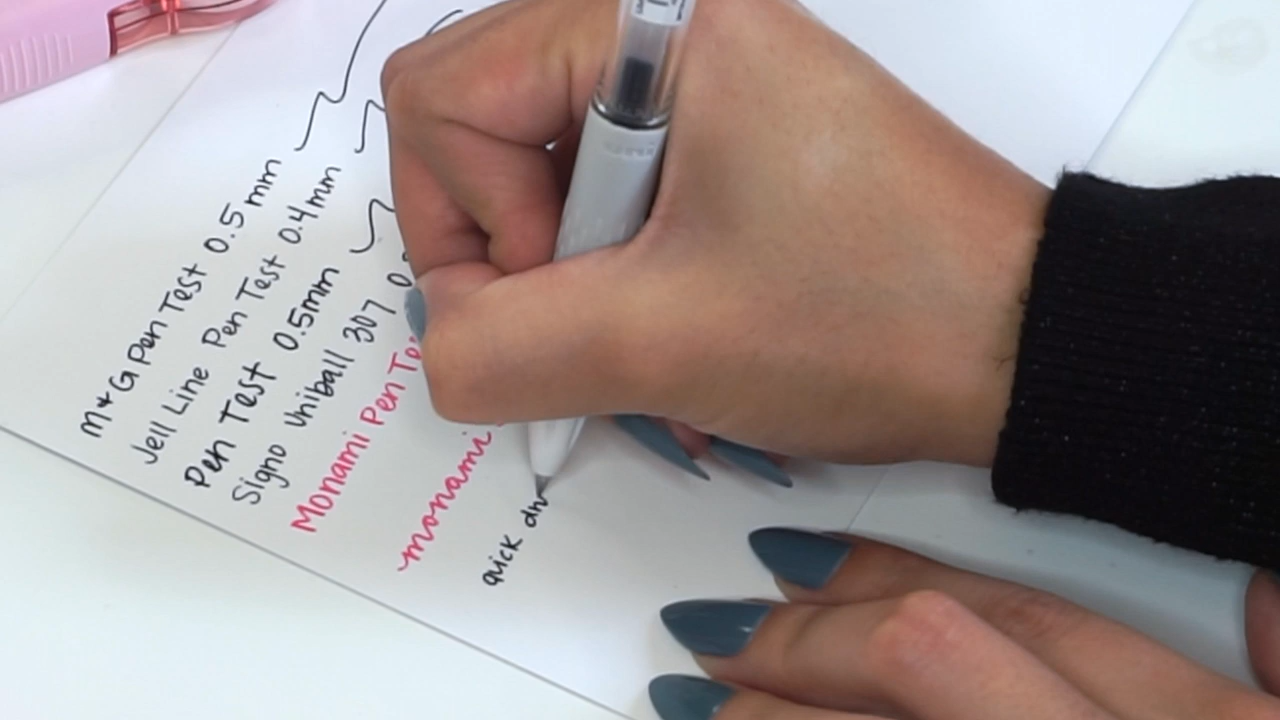 M&G Pen Test 0.5 mm
Jell Line Pen Test 0.4mm
Pen Test 0.5mm
Signo Uniball 307
Monami Pen
monami
quick